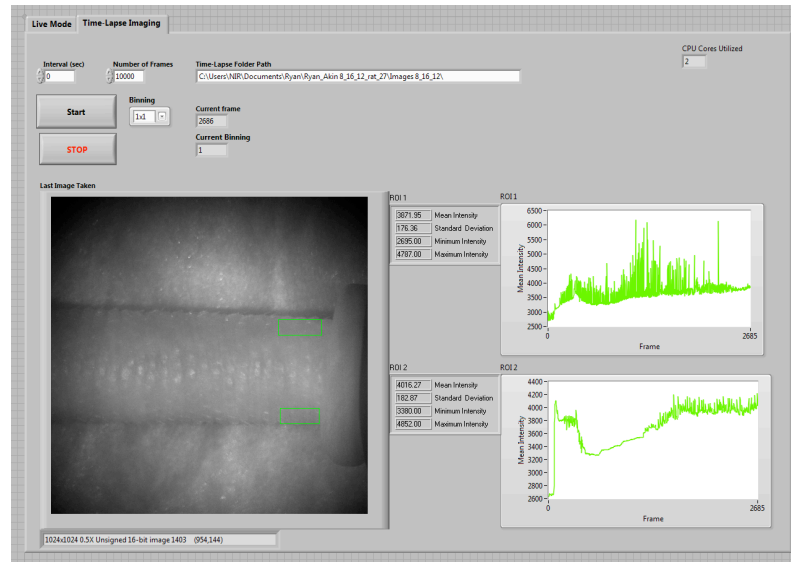 Live Mode
Time-Lapse Imaging
CPU Cores Utilized
2
Interval (sec)
0
Number of Frames
10000
Time-Lapse Folder Path
C:\Users\NIR\Documents\Ryan\Ryan_Akin 8_16_12_rat_27\Images 8_16_12\
Start
Binning
1x1
Current frame
2686
STOP
Current Binning
1
Last Image Taken
ROI 1
3871.95 Mean Intensity
176.36 Standard Deviation
2695.00 Minimum Intensity
4787.00 Maximum Intensity
ROI1
Mean Intensity
6500
6000
5500
5000
4500
4000
3500
3000
2500
0
2685
Frame
ROI 2
4016.27 Mean Intensity
182.87 Standard Deviation
3380.00 Minimum Intensity
4852.00 Maximum Intensity
ROI2
Mean Intensity
4400
4200
4000
3800
3600
3400
3200
3000
2800
2600
0
2685
Frame
1024x1024 0.5X Unsigned 16-bit image 1403 (954,144)